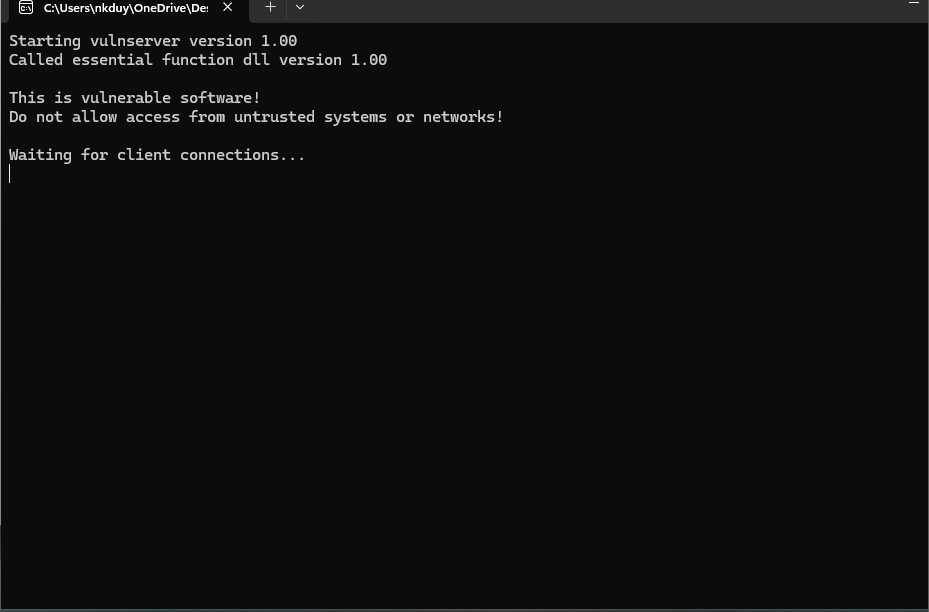 C:\Users\nkduy\OneDrive\De
Starting vulnserver version 1.00
Called essential function dll version 1.00
This is vulnerable software!
Do not allow access from untrusted systems or networks!
Waiting for client connections...